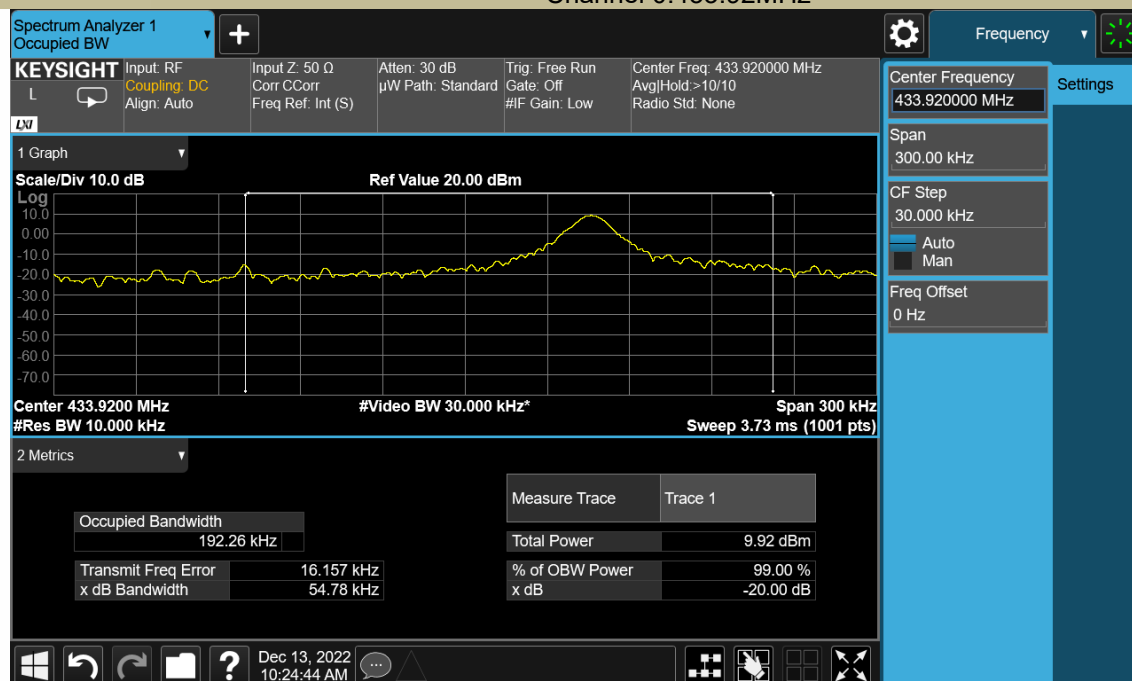 Spectrum Analyzer 1
Occupied BW
Frequency
KEYSIGHT
L
LXI
Input: RF
Coupling: DC
Align: Auto
Input Z: 50 Ω
Corr CCorr
Freq Ref: Int (S)
Atten: 30 dB
µW Path: Standard
Trig: Free Run
Gate: Off
#IF Gain: Low
Center Freq: 433.920000 MHz
Avg|Hold:>10/10
Radio Std: None
Center Frequency
433.920000 MHz
Settings
Span
300.00 kHz
CF Step
30.000 kHz
Auto
Man
Freq Offset
0 Hz
1 Graph
Scale/Div 10.0 dB
Ref Value 20.00 dBm
Log
10.0
0.00
-10.0
-20.0
-30.0
-40.0
-50.0
-60.0
-70.0
Center 433.9200 MHz
#Video BW 30.000 kHz*
Span 300 kHz
#Res BW 10.000 kHz
Sweep 3.73 ms (1001 pts)
2 Metrics
Measure Trace Trace 1
Occupied Bandwidth
192.26 kHz
Total Power 9.92 dBm
Transmit Freq Error 16.157 kHz
% of OBW Power 99.00 %
x dB Bandwidth 54.78 kHz
x dB -20.00 dB
?
Dec 13, 2022
10:24:44 AM